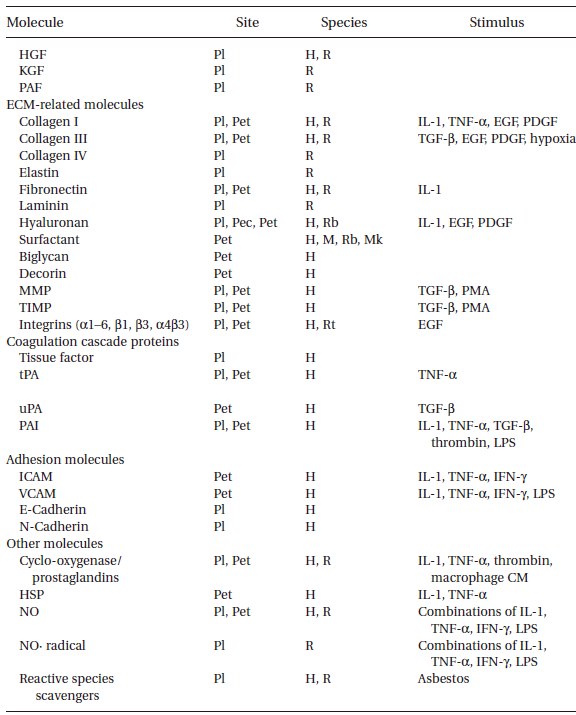 Molecule Site Species Stimulus
HGF Pl H, R
KGF Pl R
PAF Pl R
ECM-related molecules
Collagen I Pl, Pet H, R IL-1, TNF-α, EGF, PDGF
Collagen III Pl, Pet H, R TGF-β, EGF, PDGF, hypoxia
Collagen IV Pl R
Elastin Pl R
Fibronectin Pl, Pet H, R IL-1
Laminin Pl R
Hyaluronan Pl, Pec, Pet H, Rb IL-1, EGF, PDGF
Surfactant Pet H, M, Rb, Mk
Biglycan Pet H
Decorin Pet H
MMP Pl, Pet H TGF-β, PMA
TIMP Pl, Pet H TGF-β, PMA
Integrins (α1–6, β1, β3, α4β3) Pl, Pet H, Rt EGF
Coagulation cascade proteins
Tissue factor Pl H
tPA Pl, Pet H TNF-α
uPA Pet H TGF-β
PAI Pl, Pet H IL-1, TNF-α, TGF-β,
thrombin, LPS
Adhesion molecules
ICAM Pet H IL-1, TNF-α, IFN-γ
VCAM Pet H IL-1, TNF-α, IFN-γ, LPS
E-Cadherin Pl H
N-Cadherin Pl H
Other molecules
Cyclo-oxygenase/ Pl, Pet H, R IL-1, TNF-α, thrombin,
prostaglandins macrophage CM
HSP Pet H IL-1, TNF-α
NO Pl, Pet H, R Combinations of IL-1,
TNF-α, IFN-γ, LPS
NO· radical Pl R Combinations of IL-1,
TNF-α, IFN-γ, LPS
Reactive species Pl H, R Asbestos
scavengers